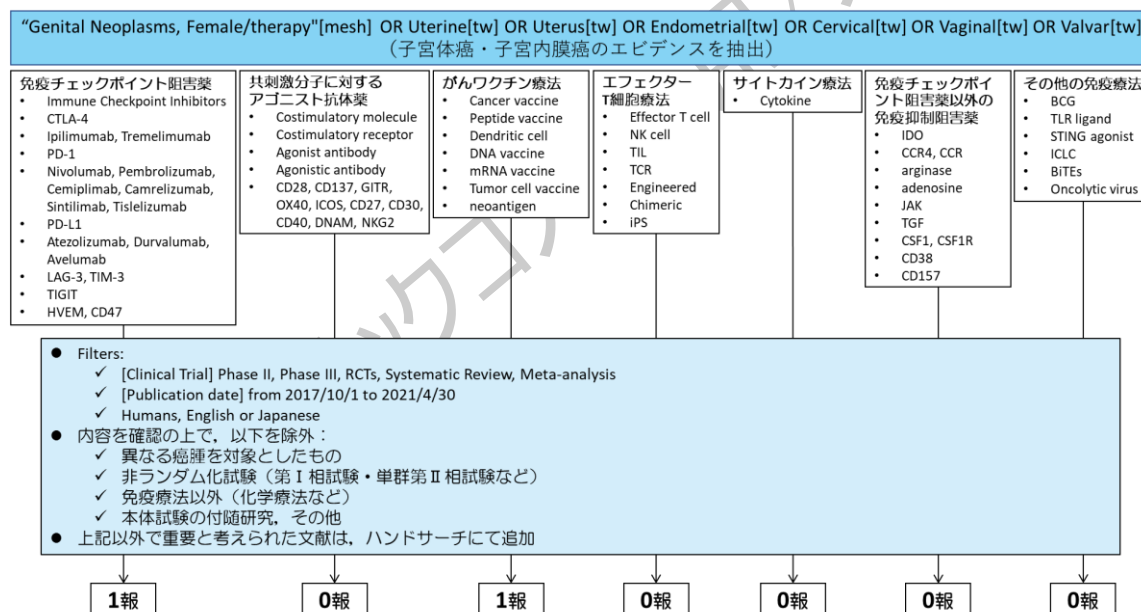 “Genital Neoplasms, Female/therapy"[mesh] OR Uterine[tw] OR Uterus[tw] OR Endometrial[tw] OR Cervical[tw] OR Vaginal[tw] OR Valvar[tw]
（子宮体癌・子宮内膜癌のエビデンスを抽出）
免疫チェックポイント阻害薬
• Immune Checkpoint Inhibitors
• CTLA-4
• Ipilimumab, Tremelimumab
• PD-1
• Nivolumab, Pembrolizumab,
Cemiplimab, Camrelizumab,
Sintilimab, Tislelizumab
• PD-L1
• Atezolizumab, Durvalumab,
Avelumab
• LAG-3, TIM-3
• TIGIT
• HVEM, CD47
共刺激分子に対する
アゴニスト抗体薬
• Costimulatory molecule
• Costimulatory receptor
• Agonist antibody
• Agonistic antibody
• CD28, CD137, GITR,
OX40, ICOS, CD27, CD30,
CD40, DNAM, NKG2
がんワクチン療法
• Cancer vaccine
• Peptide vaccine
• Dendritic cell
• DNA vaccine
• mRNA vaccine
• Tumor cell vaccine
• neoantigen
エフェクター
T細胞療法
• Effector T cell
• NK cell
• TIL
• TCR
• Engineered
• Chimeric
• iPS
サイトカイン療法
• Cytokine
免疫チェックポイ
ント阻害薬以外の
免疫抑制阻害薬
• IDO
• CCR4, CCR
• arginase
• adenosine
• JAK
• TGF
• CSF1, CSF1R
• CD38
• CD157
その他の免疫療法
• BCG
• TLR ligand
• STING agonist
• ICLC
• BiTEs
• Oncolytic virus
● Filters:
✓ [Clinical Trial] Phase II, Phase III, RCTs, Systematic Review, Meta-analysis
✓ [Publication date] from 2017/10/1 to 2021/4/30
✓ Humans, English or Japanese
● 内容を確認の上で，以下を除外：
✓ 異なる癌腫を対象としたもの
✓ 非ランダム化試験（第Ⅰ相試験・単群第Ⅱ相試験など）
✓ 免疫療法以外（化学療法など）
✓ 本体試験の付随研究，その他
● 上記以外で重要と考えられた文献は，ハンドサーチにて追加
1報
0報
1報
0報
0報
0報
0報